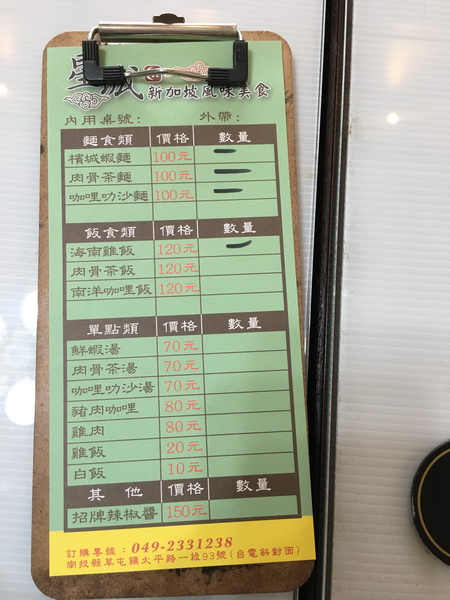 星
新加坡風味美食
內用桌號： 外帶：
麵食類 價格 數量
檳城蝦麵 100元 一
肉骨茶麵 100元 一
咖哩叻沙麵 100元 一
飯食類 價格 數量
海南雞飯 120元 一
肉骨茶飯 120元
南洋咖哩飯 120元
單點類 價格 數量
鮮蝦湯 70元
肉骨茶湯 70元
咖哩叻沙湯 70元
豬肉咖哩 80元
雞肉 80元
雞飯 20元
白飯 10元
其他 價格 數量
招牌辣椒醬 150元
訂購專線：049-2331238
南投縣草屯鎮太平路一段93號(台電斜對面)